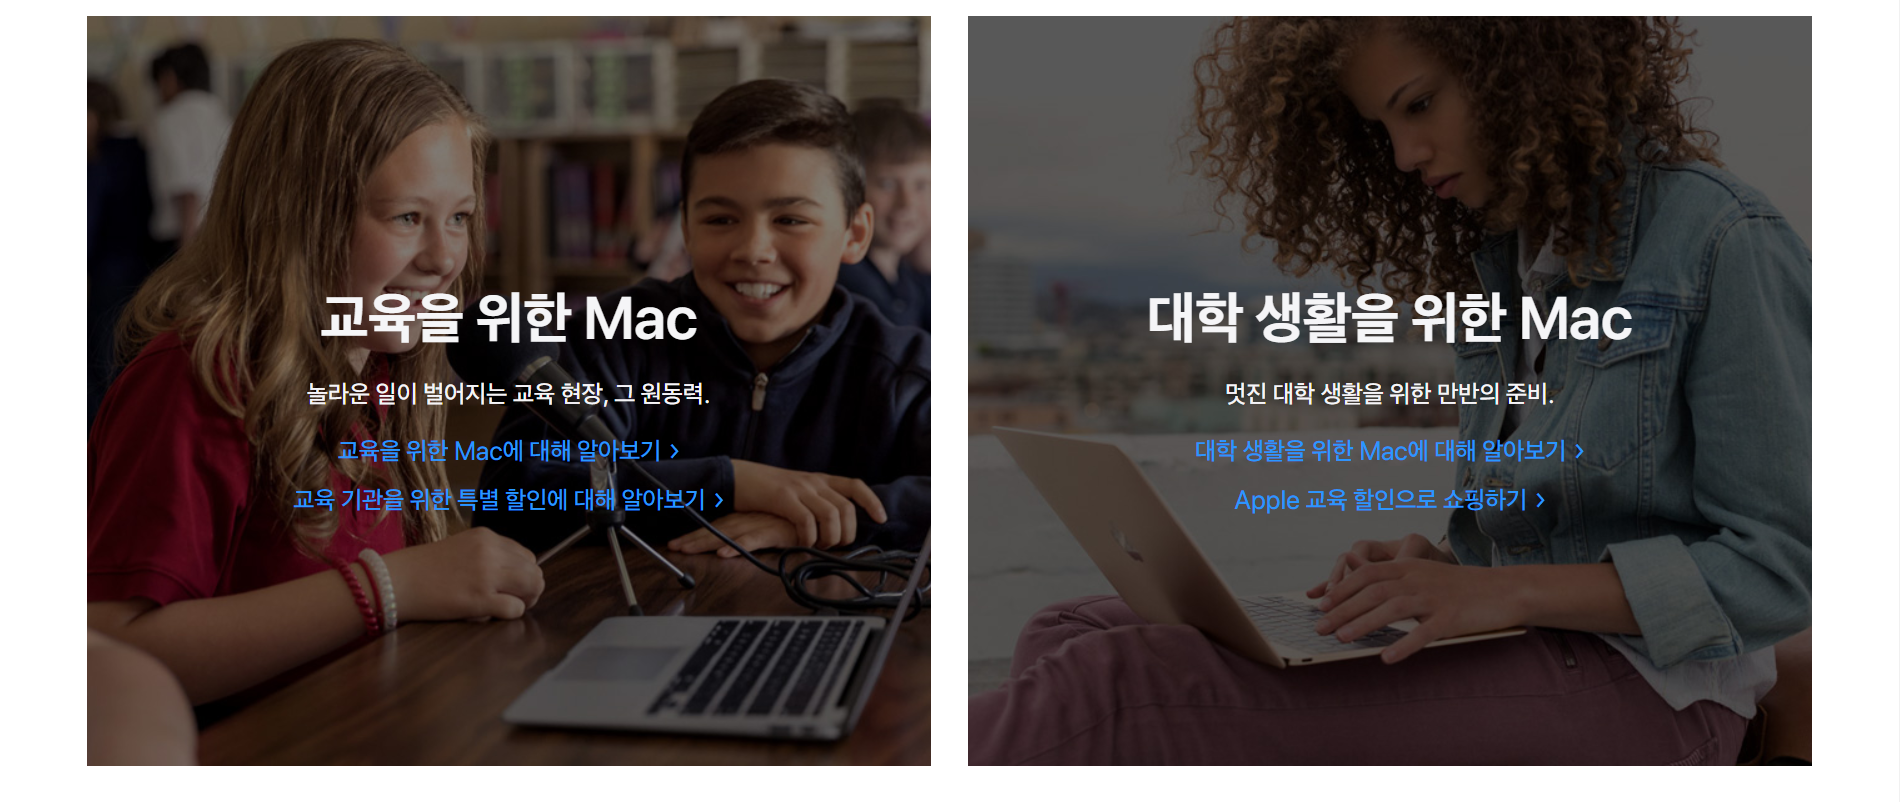 교육을 위한 Mac
놀라운 일이 벌어지는 교육 현장, 그 원동력.
교육을 위한 Mac에 대해 알아보기 >
교육 기관을 위한 특별 할인에 대해 알아보기 >
대학 생활을 위한 Mac
멋진 대학 생활을 위한 만반의 준비.
대학 생활을 위한 Mac에 대해 알아보기 >
Apple 교육 할인으로 쇼핑하기 >